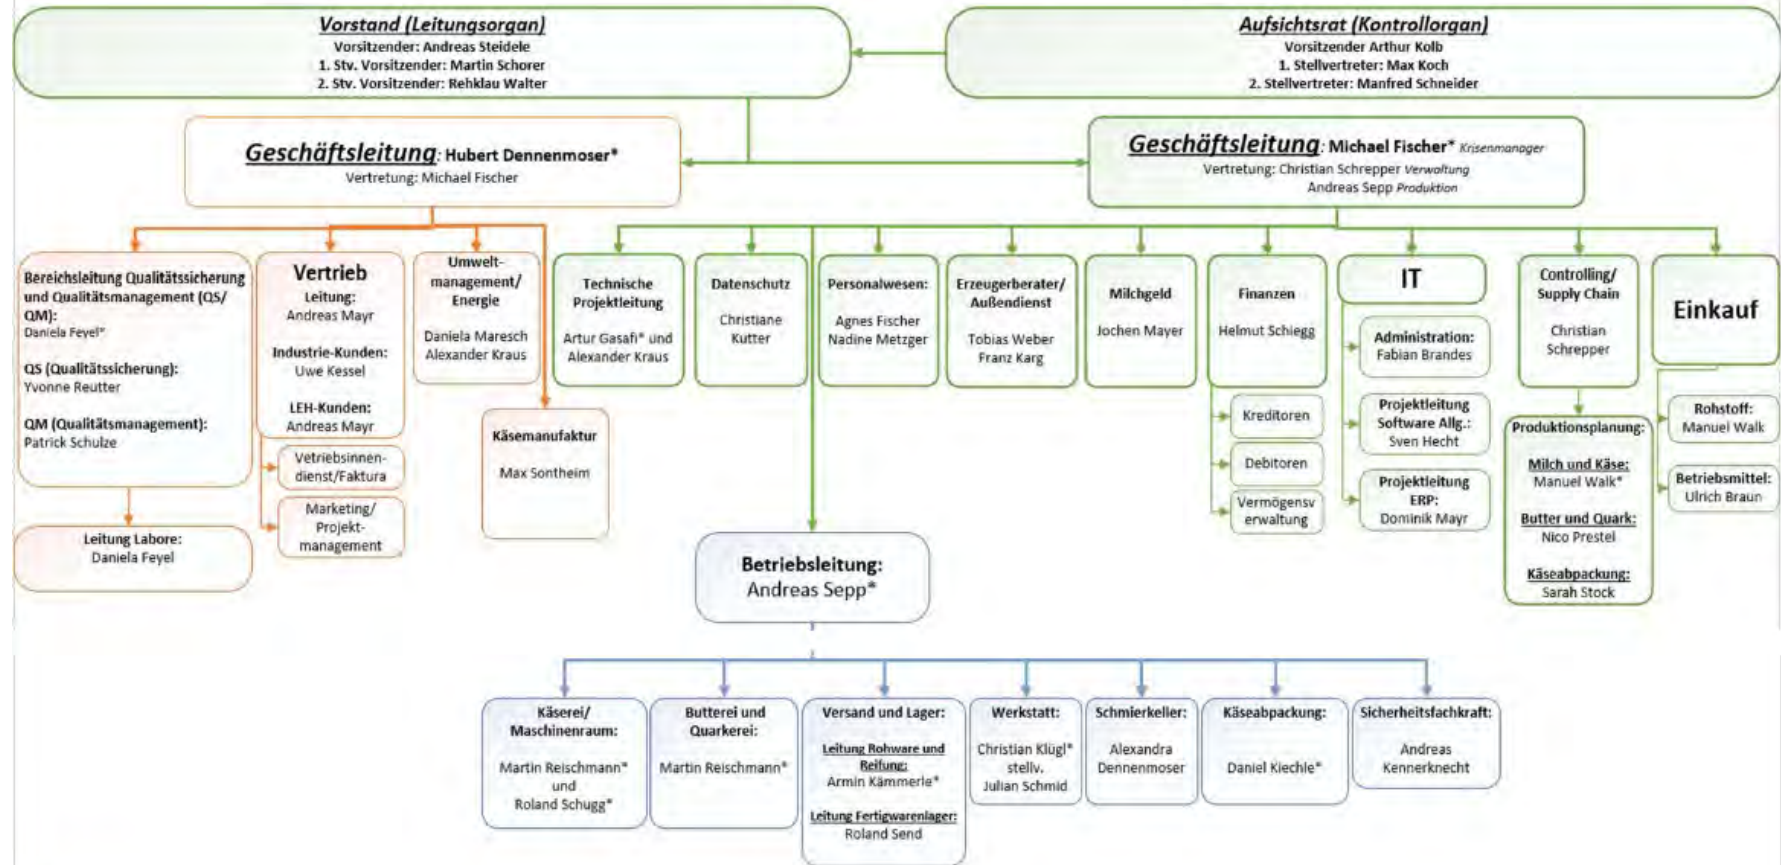 Vorstand (Leitungsorgan)
Vorsitzender: Andreas Steidele
1. Stv. Vorsitzender: Martin Schorer
2. Stv. Vorsitzender: Rehklau Walter
Aufsichtsrat (Kontrollorgan)
Vorsitzender Arthur Kolb
1. Stellvertreter: Max Koch
2. Stellvertreter: Manfred Schneider
Geschäftsleitung: Hubert Dennenmoser*
Vertretung: Michael Fischer
Geschäftsleitung: Michael Fischer* Krisenmanager
Vertretung: Christian Schrepper Verwaltung
Andreas Sepp Produktion
Bereichsleitung Qualitätssicherung
und Qualitätsmanagement (QS/
QM):
Daniela Feyel*
QS (Qualitätssicherung):
Yvonne Reutter
QM (Qualitätsmanagement):
Patrick Schulze
Leitung Labore:
Daniela Feyel
Vertrieb
Leitung:
Andreas Mayr
Industrie-Kunden:
Uwe Kessel
LEH-Kunden:
Andreas Mayr
Vetriebsinnen-
dienst/Faktura
Marketing/
Projekt-
management
Umwelt-
management/
Energie
Daniela Maresch
Alexander Kraus
Käsemanufaktur
Max Sontheim
Technische
Projektleitung
Artur Gasafi* und
Alexander Kraus
Datenschutz
Christiane
Kutter
Personalwesen:
Agnes Fischer
Nadine Metzger
Erzeugerberater/
Außendienst
Tobias Weber
Franz Karg
Milchgeld
Jochen Mayer
Finanzen
Helmut Schiegg
Kreditoren
Debitoren
Vermögensv
erwaltung
IT
Administration:
Fabian Brandes
Projektleitung
Software Allg.:
Sven Hecht
Projektleitung
ERP:
Dominik Mayr
Controlling/
Supply Chain
Christian
Schrepper
Produktionsplanung:
Milch und Käse:
Manuel Walk*
Butter und Quark:
Nico Prestel
Käseabpackung:
Sarah Stock
Einkauf
Rohstoff:
Manuel Walk
Betriebsmittel:
Ulrich Braun
Betriebsleitung:
Andreas Sepp*
Käserei/
Maschinenraum:
Martin Reischmann*
und
Roland Schugg*
Butterei und
Quarkerei:
Martin Reischmann*
Versand und Lager:
Leitung Rohware und
Reifung:
Armin Kämmerle*
Leitung Fertigwarenlager:
Roland Send
Werkstatt:
Christian Klügl*
stellv.
Julian Schmid
Schmierkeller:
Alexandra
Dennenmoser
Käseabpackung:
Daniel Kiechle*
Sicherheitsfachkraft:
Andreas
Kennerknecht